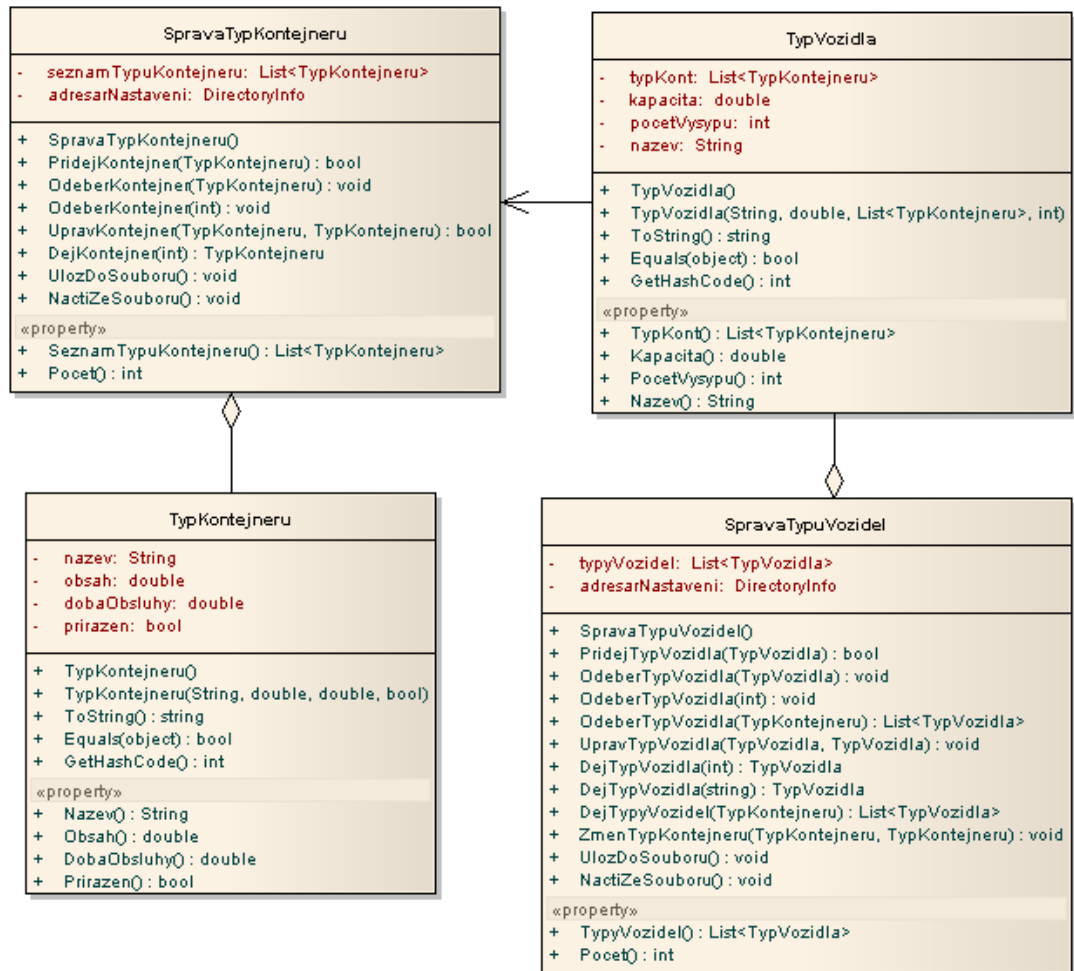 SpravaTypKontejneru
- seznamTypuKontejneru: List<TypKontejneru>
- adresarNastaveni: DirectoryInfo
+ SpravaTypKontejneru()
+ PridejKontejner(TypKontejneru) : bool
+ OdeberKontejner(TypKontejneru) : void
+ OdeberKontejner(int) : void
+ UpravKontejner(TypKontejneru, TypKontejneru) : bool
+ DejKontejner(int) : TypKontejneru
+ UlozDoSouboru() : void
+ NactiZeSouboru() : void
«property»
+ SeznamTypuKontejneru() : List<TypKontejneru>
+ Pocet() : int
TypVozidla
- typKont: List<TypKontejneru>
- kapacita: double
- pocetVysypu: int
- nazev: String
+ TypVozidla()
+ TypVozidla(String, double, List<TypKontejneru>, int)
+ ToString() : string
+ Equals(object) : bool
+ GetHashCode() : int
«property»
+ TypKont() : List<TypKontejneru>
+ Kapacita() : double
+ PocetVysypu() : int
+ Nazev() : String
TypKontejneru
- nazev: String
- obsah: double
- dobaObsluhy: double
- prirazen: bool
+ TypKontejneru()
+ TypKontejneru(String, double, double, bool)
+ ToString() : string
+ Equals(object) : bool
+ GetHashCode() : int
«property»
+ Nazev() : String
+ Obsah() : double
+ DobaObsluhy() : double
+ Prirazen() : bool
SpravaTypuVozidel
- typyVozidel: List<TypVozidla>
- adresarNastaveni: DirectoryInfo
+ SpravaTypuVozidel()
+ PridejTypVozidla(TypVozidla) : bool
+ OdeberTypVozidla(TypVozidla) : void
+ OdeberTypVozidla(int) : void
+ OdeberTypVozidla(TypKontejneru) : List<TypVozidla>
+ UpravTypVozidla(TypVozidla, TypVozidla) : void
+ DejTypVozidla(int) : TypVozidla
+ DejTypVozidla(string) : TypVozidla
+ DejTypyVozidel(TypKontejneru) : List<TypVozidla>
+ ZmenTypKontejneru(TypKontejneru, TypKontejneru) : void
+ UlozDoSouboru() : void
+ NactiZeSouboru() : void
«property»
+ TypyVozidel() : List<TypVozidla>
+ Pocet() : int